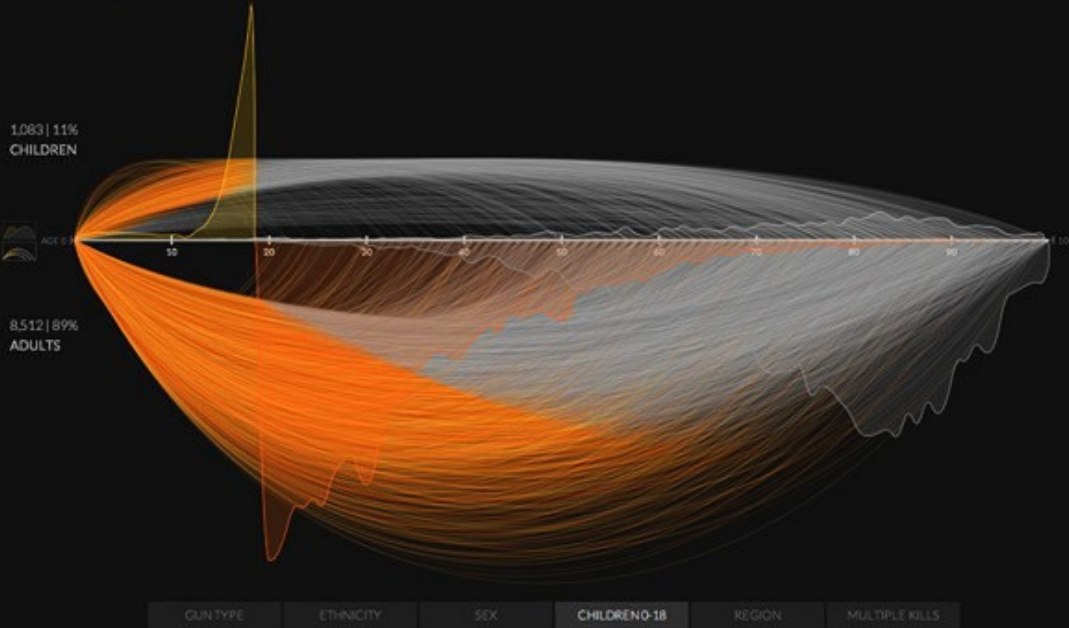 1,083 | 11%
CHILDREN
AGE 0
10 20 30 40 50 60 70 80 90
8,512 | 89%
ADULTS
GUN TYPE ETHNICITY SEX CHILDREN 0-18 REGION MULTIPLE KILLS